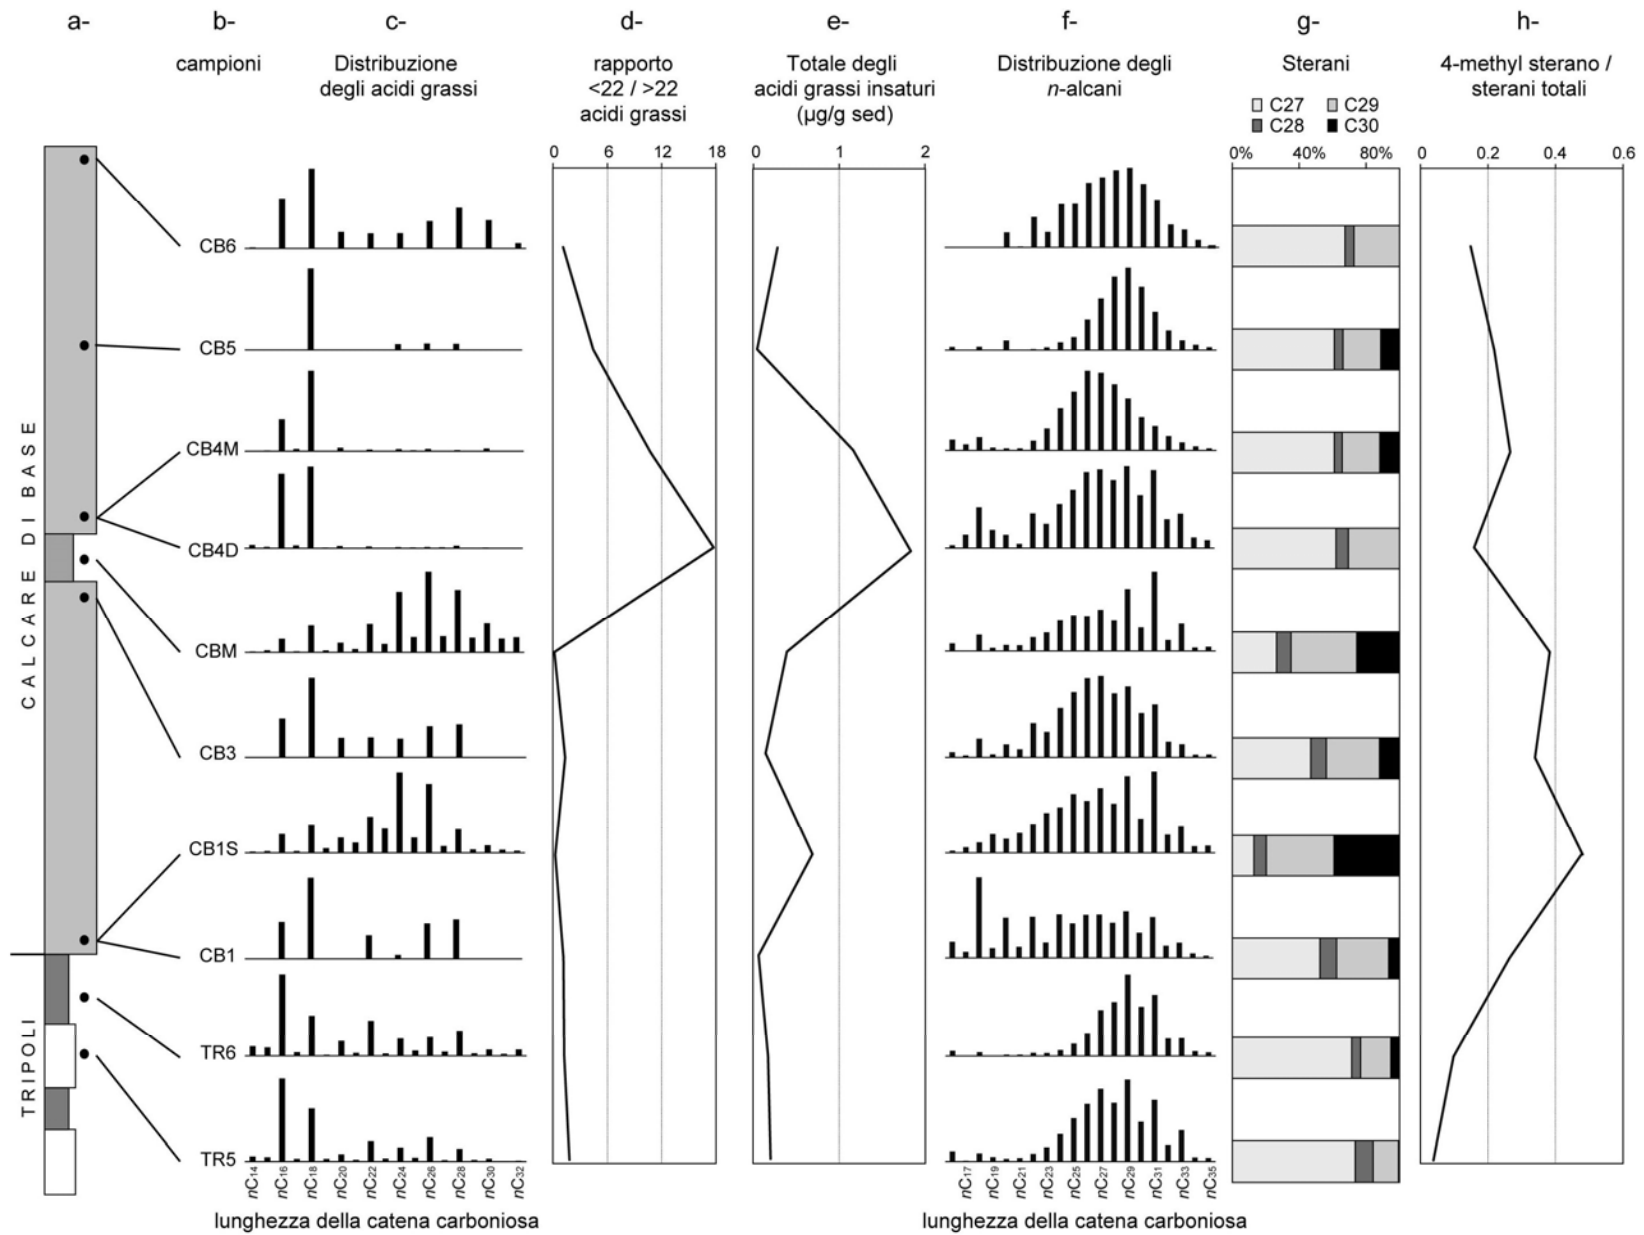 a-
b-
c-
d-
e-
f-
g-
h-
campioni
Distribuzione
degli acidi grassi
rapporto
<22 / >22
acidi grassi
Totale degli
acidi grassi insaturi
(µg/g sed)
Distribuzione degli
n-alcani
Sterani
C27
C29
C28
C30
4-methyl sterano /
sterani totali
0 6 12 18
0 1 2
0% 40% 80%
0 0.2 0.4 0.6
CALCARE DI BASE
TRIPOLI
CB6
CB5
CB4M
CB4D
CBM
CB3
CB1S
CB1
TR6
TR5
nC14 nC16 nC18 nC20 nC22 nC24 nC26 nC28 nC30 nC32
nC17 nC19 nC21 nC23 nC25 nC27 nC29 nC31 nC33 nC35
lunghezza della catena carboniosa
lunghezza della catena carboniosa